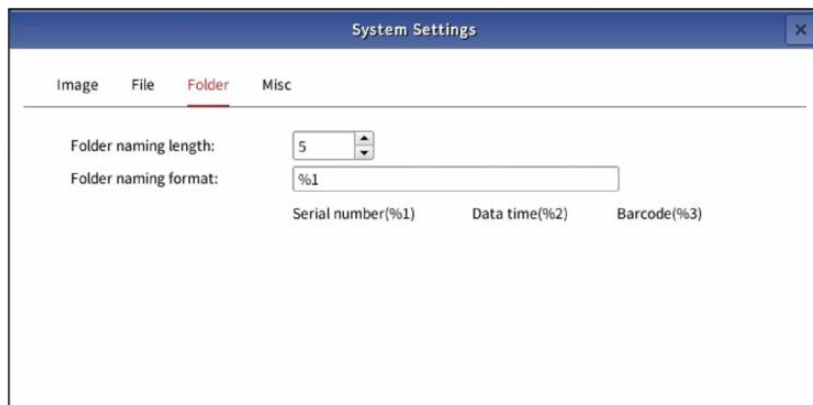 System Settings
Image File Folder Misc
Folder naming length: 5
Folder naming format: %1
Serial number(%1) Data time(%2) Barcode(%3)